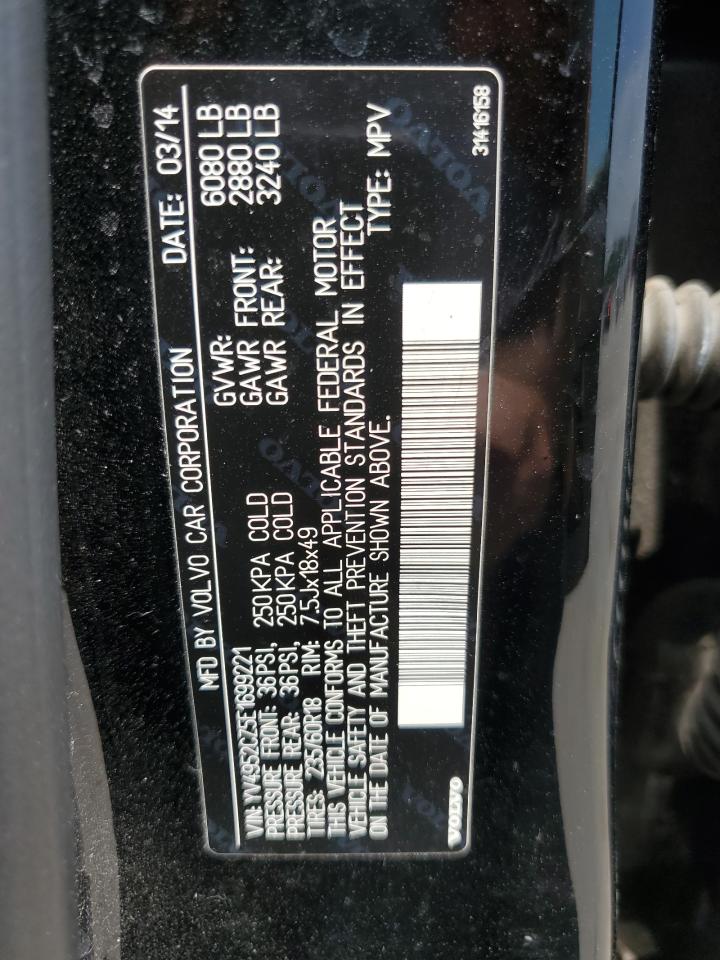 MFD BY VOLVO CAR CORPORATION DATE: 03/14
VIN: YV4952CZ5E1699221 GVWR: 6080 LB
PRESSURE FRONT: 36PSI, 250KPA COLD GAWR FRONT: 2880 LB
PRESSURE REAR: 36PSI, 250KPA COLD GAWR REAR: 3240 LB
TIRES: 235/60R18 RIM: 7.5Jx18x49
THIS VEHICLE CONFORMS TO ALL APPLICABLE FEDERAL MOTOR
VEHICLE SAFETY AND THEFT PREVENTION STANDARDS IN EFFECT
ON THE DATE OF MANUFACTURE SHOWN ABOVE. TYPE: MPV
VOLVO 31416158